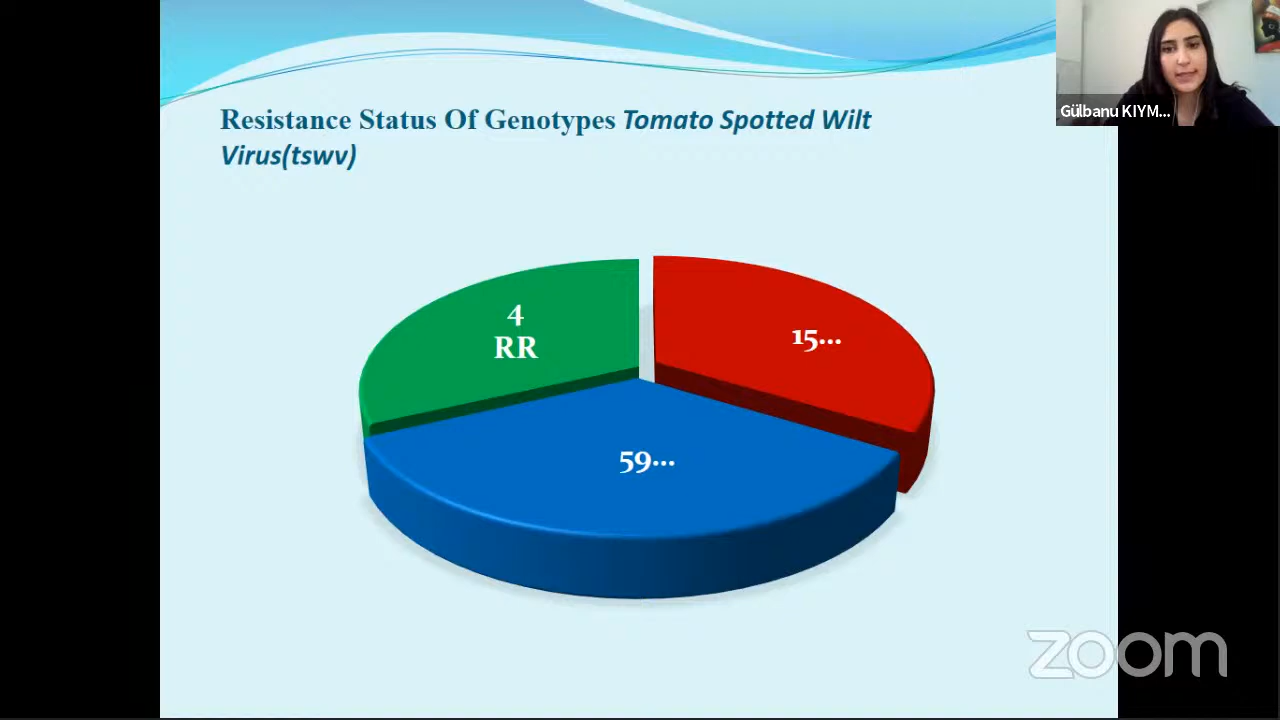 Resistance Status Of Genotypes Tomato Spotted Wilt
Virus(tswv)
Gülbanu KIYM...
4
RR
15...
59...
zoom